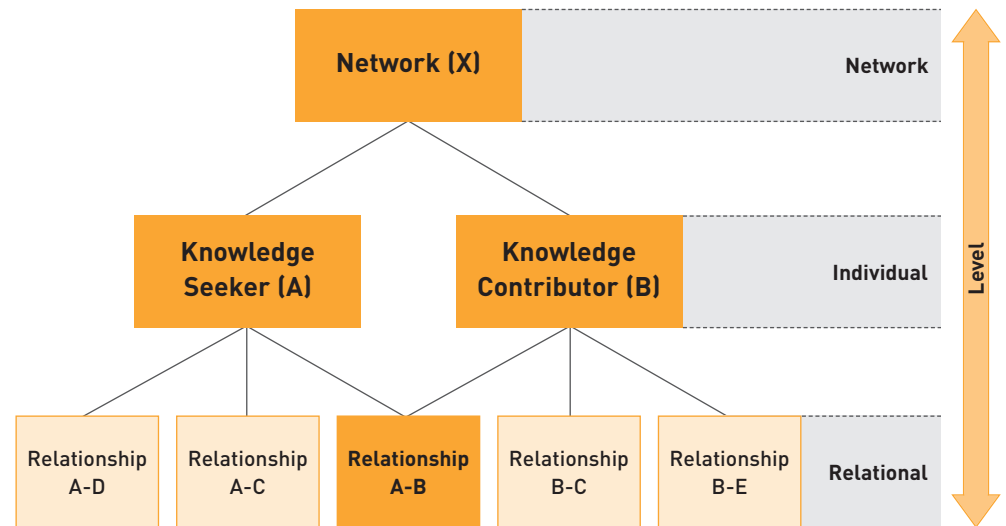 Network (X)
Network
Knowledge
Seeker (A)
Knowledge
Contributor (B)
Individual
Level
Relationship
A-D
Relationship
A-C
Relationship
A-B
Relationship
B-C
Relationship
B-E
Relational